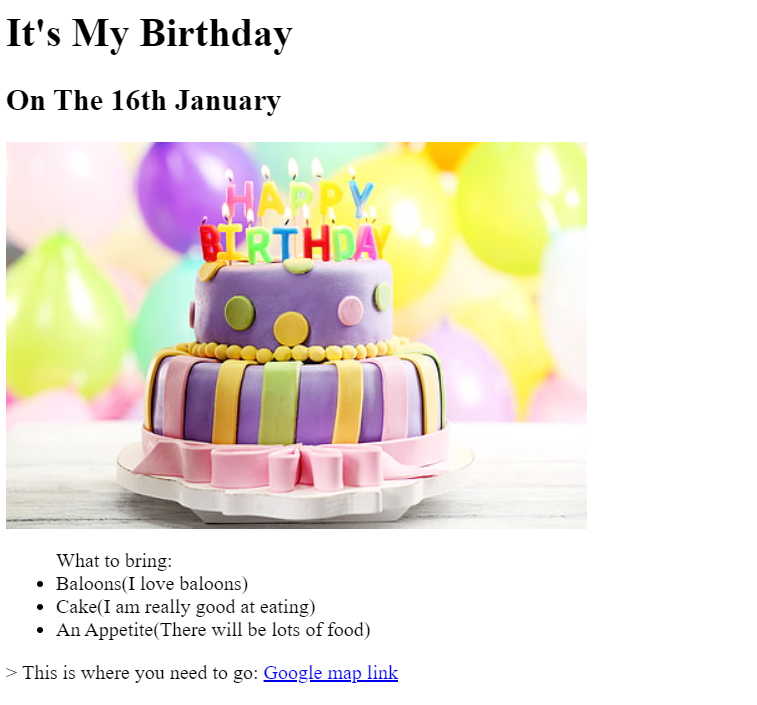 It's My Birthday
On The 16th January
HAPPY
BIRTHDAY
What to bring:
Baloons(I love baloons)
Cake(I am really good at eating)
An Appetite(There will be lots of food)
> This is where you need to go: Google map link